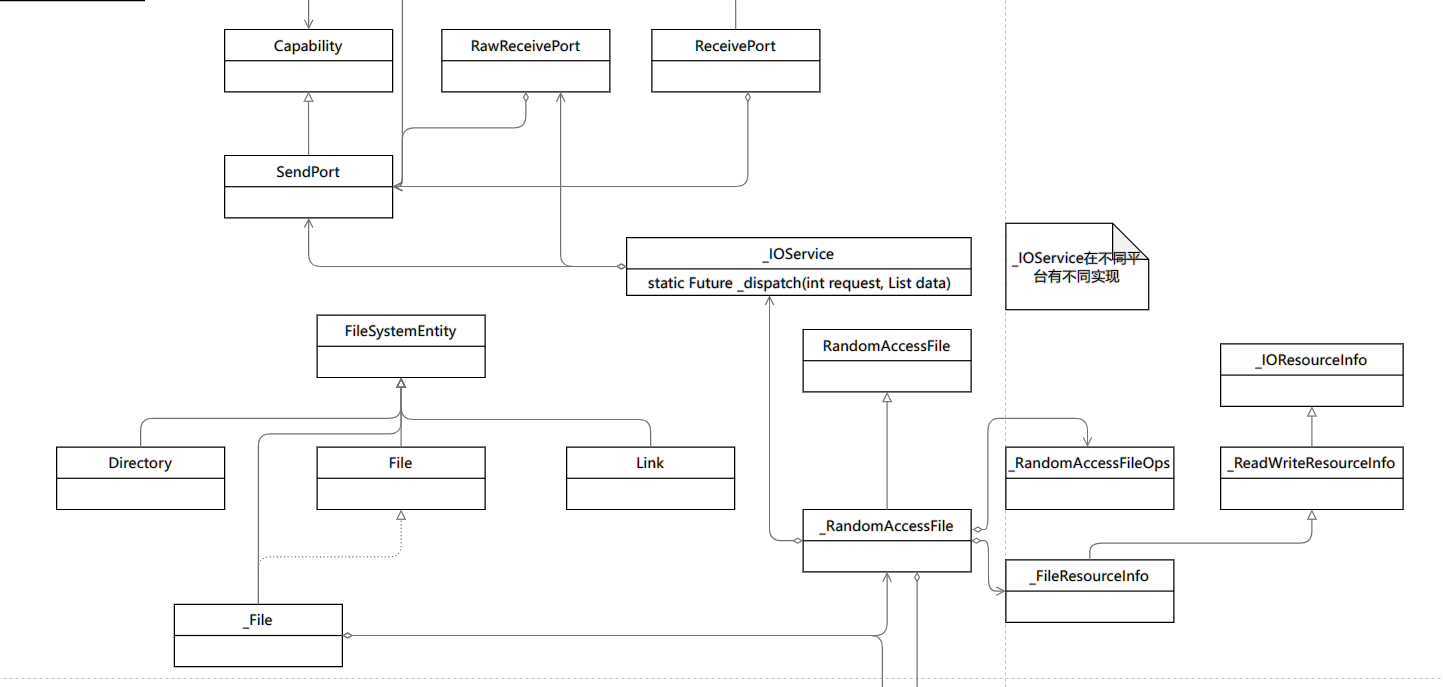 Capability
RawReceivePort
ReceivePort
SendPort
_IOService
static Future _dispatch(int request, List data)
_IOService在不同平
台有不同实现
FileSystemEntity
RandomAccessFile
_IOResourceInfo
Directory
File
Link
_RandomAccessFileOps
_ReadWriteResourceInfo
_RandomAccessFile
_FileResourceInfo
_File